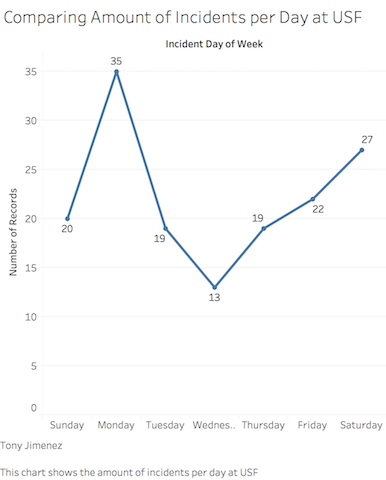 Comparing Amount of Incidents per Day at USF
Incident Day of Week
35
35
30
25
27
20
22
20
19
19
Number of Records
15
13
10
5
0
Sunday Monday Tuesday Wednes.. Thursday Friday Saturday
Tony Jimenez
This chart shows the amount of incidents per day at USF